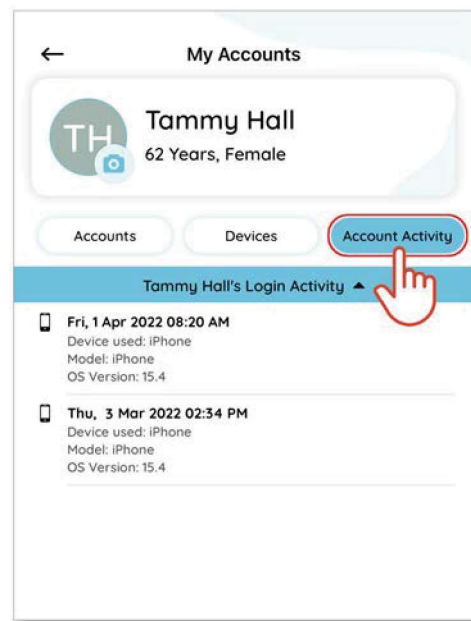 My Accounts
TH
Tammy Hall
62 Years, Female
Accounts
Devices
Account Activity
Tammy Hall's Login Activity
Fri, 1 Apr 2022 08:20 AM
Device used: iPhone
Model: iPhone
OS Version: 15.4
Thu, 3 Mar 2022 02:34 PM
Device used: iPhone
Model: iPhone
OS Version: 15.4